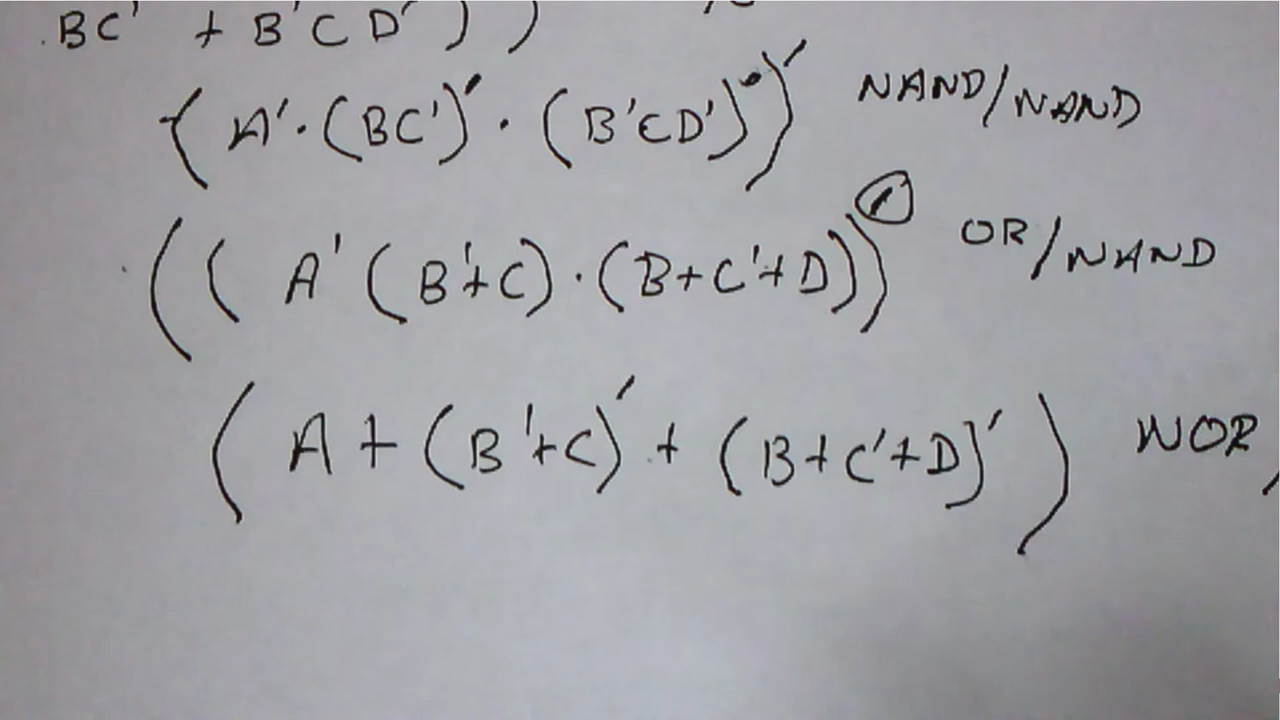 BC' + B'CD' ) )
( A'·(BC')' · (B'CD')' )' NAND/NAND
( ( A' (B'+C)·(B+C'+D))' OR/NAND
( A + (B'+C)' + (B+C'+D)' ) NOR/